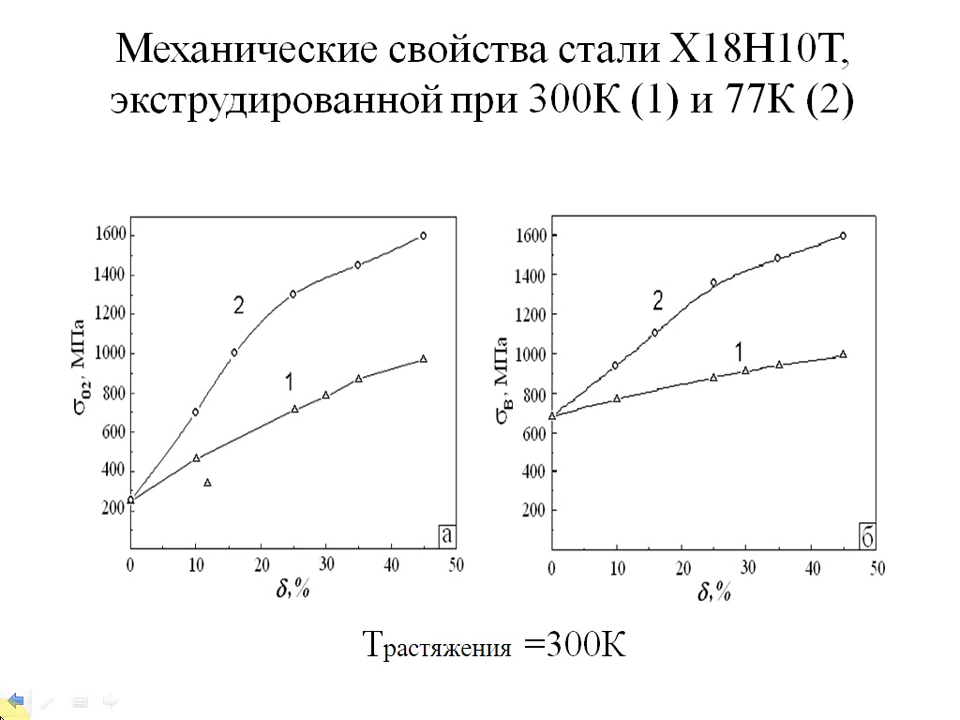 Механические свойства стали Х18Н10Т,
экструдированной при 300К (1) и 77К (2)
1600
1400
1200
1000
800
600
400
200
σ02, МПа
2
1
а
0 10 20 30 40 50
δ,%
1600
1400
1200
1000
800
600
400
200
σВ, МПа
2
1
б
0 10 20 30 40 50
δ,%
Tрастяжения =300К